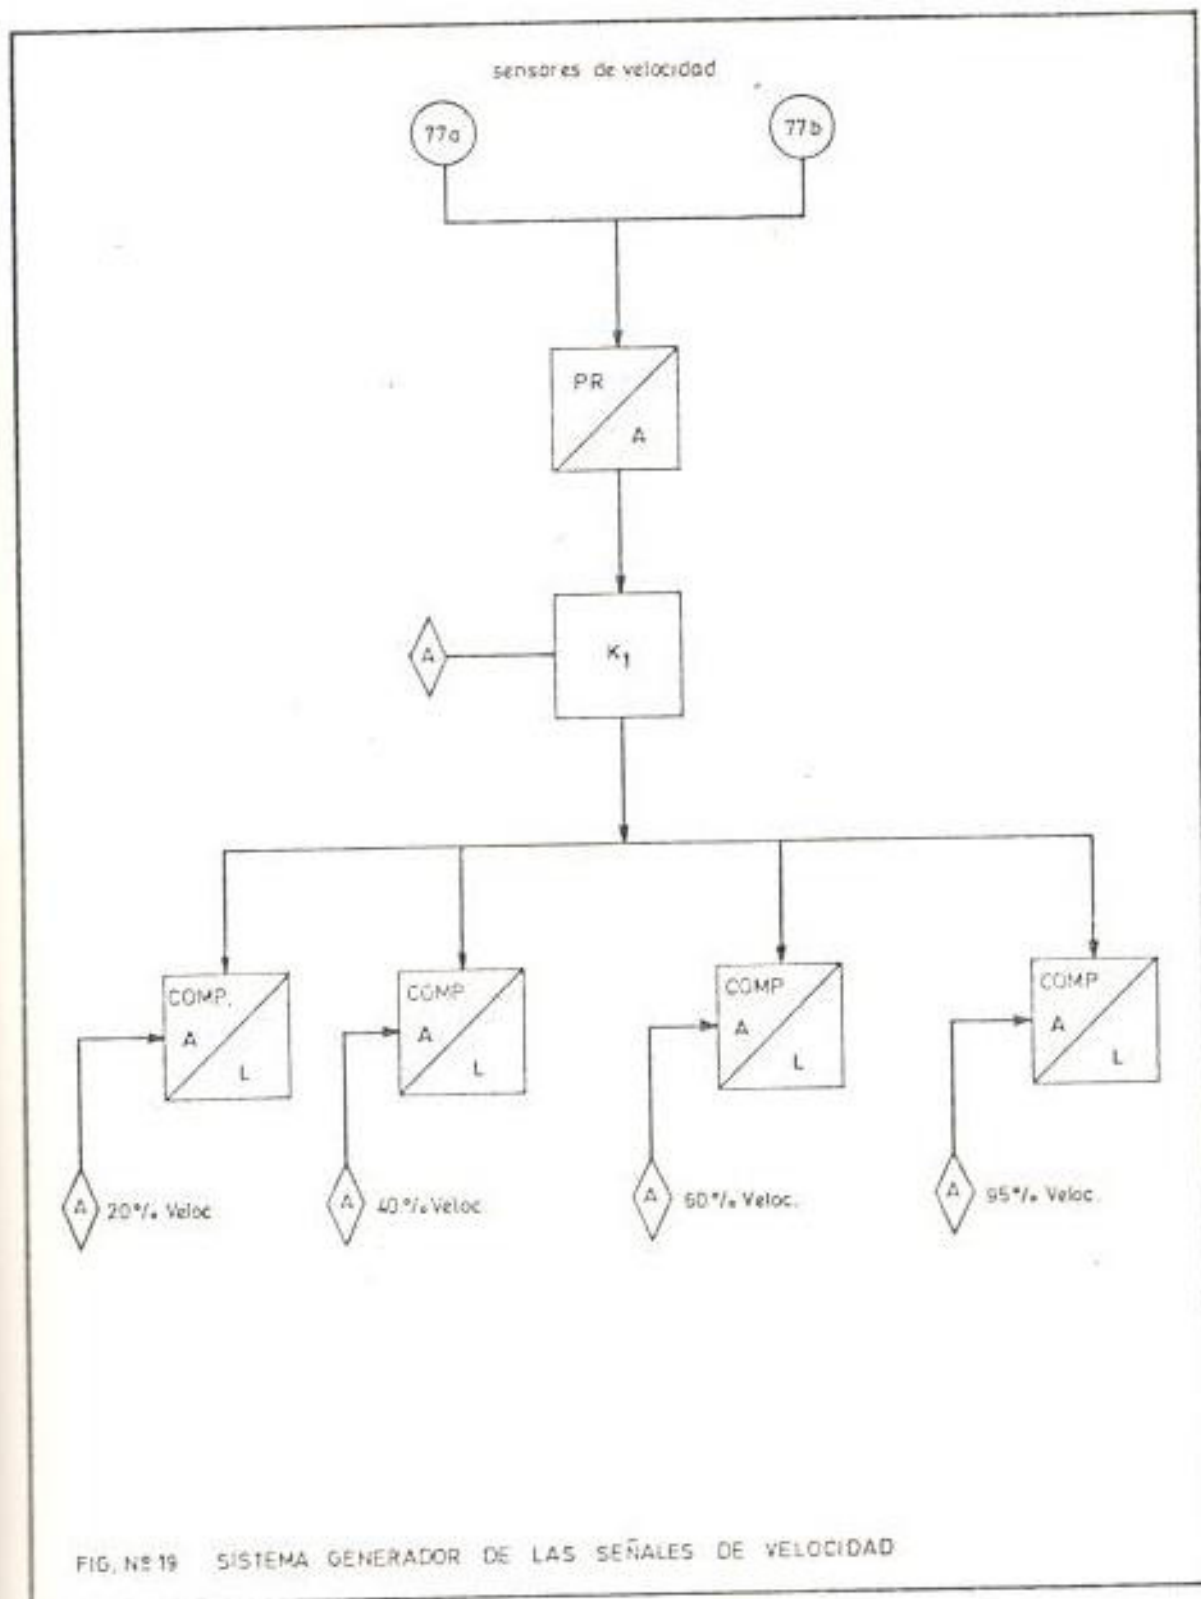 sensores de velocidad
77a
77b
PR
A
A
K1
COMP.
A
L
COMP
A
L
COMP
A
L
COMP
A
L
A
20% Veloc
A
40% Veloc.
A
60% Veloc.
A
95% Veloc.
FIG. Nº 19 SISTEMA GENERADOR DE LAS SEÑALES DE VELOCIDAD